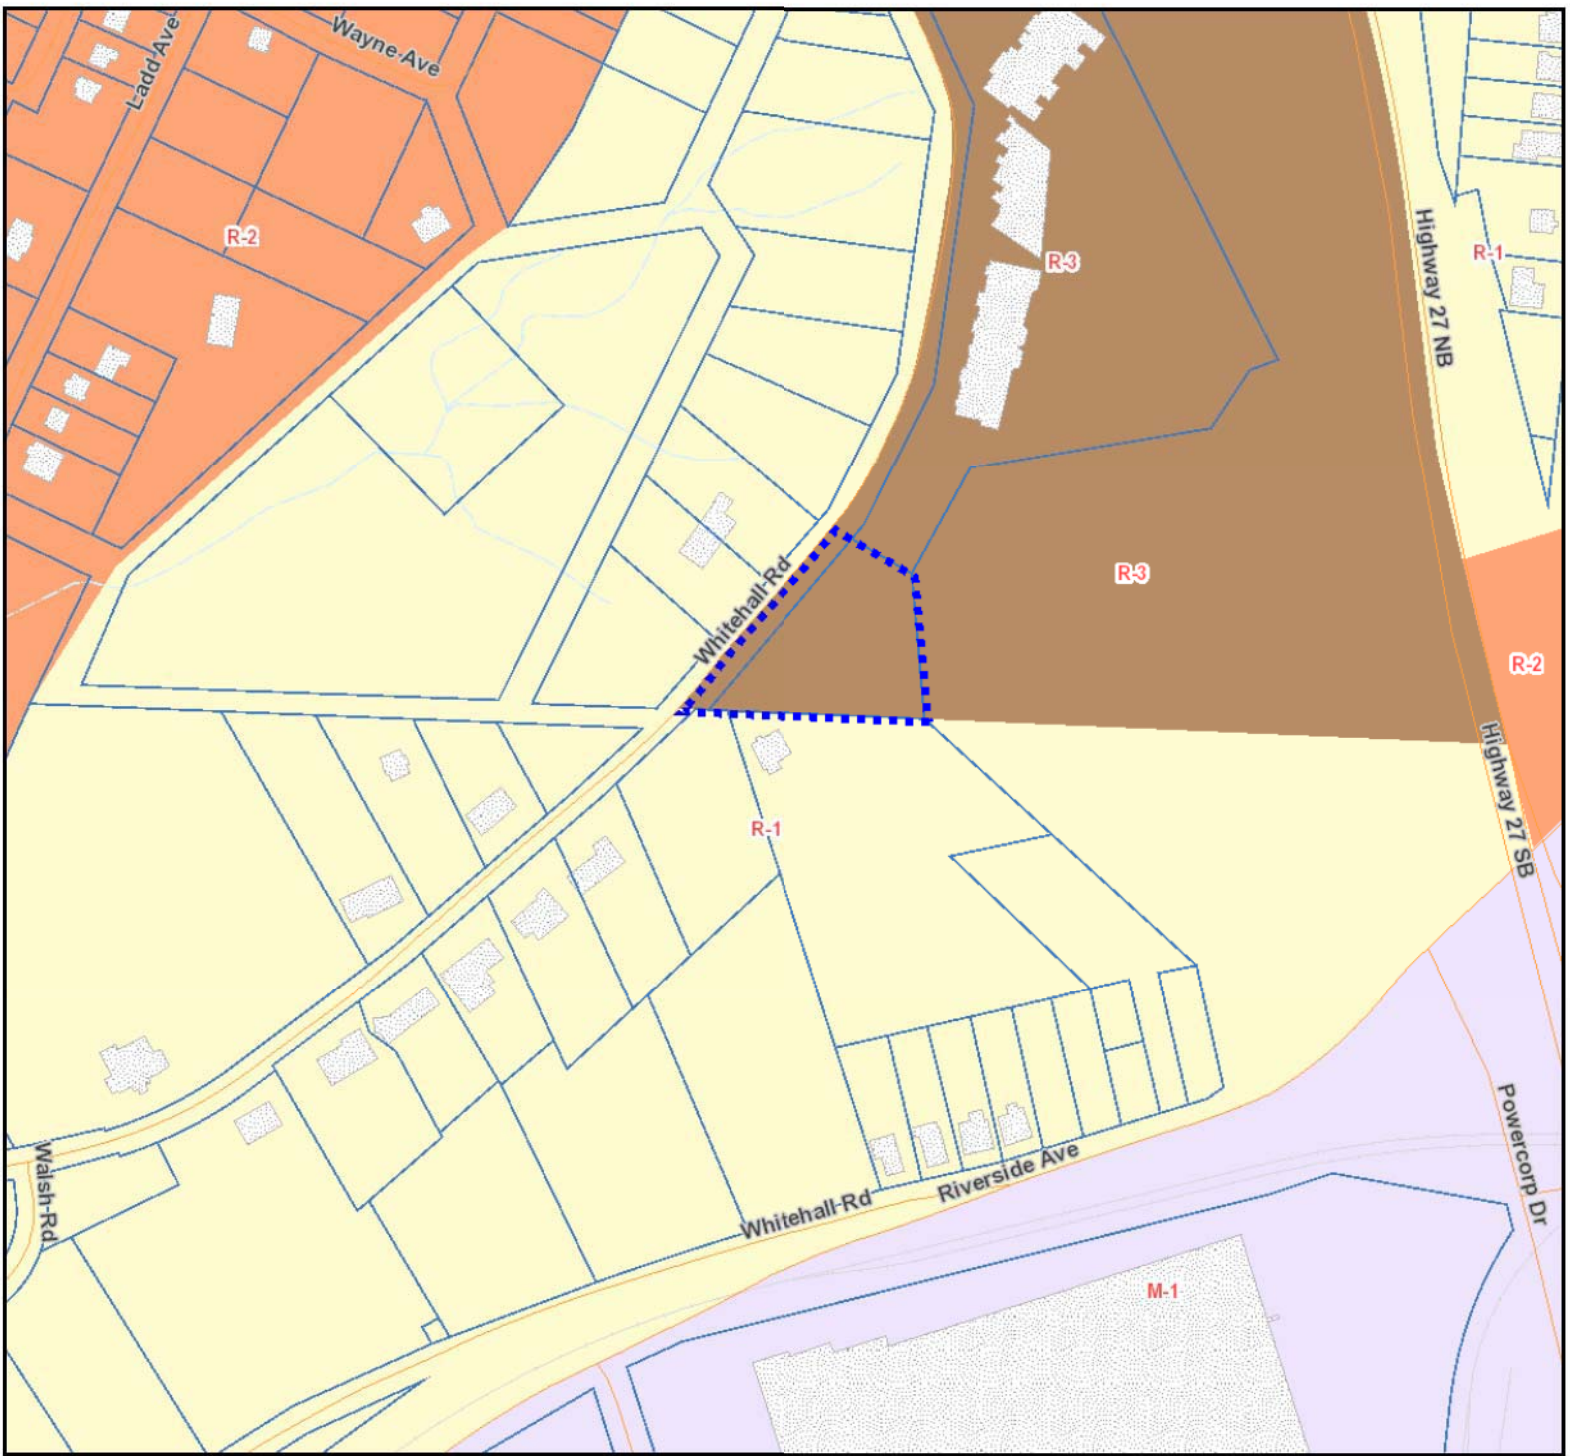 Ladd-Ave
Wayne-Ave
R-2
R-3
R-1
Highway 27 NB
R-3
Whitehall-Rd
R-2
Highway 27 SB
R-1
Walsh-Rd
Powercorp Dr
Riverside Ave
Whitehall-Rd
M-1